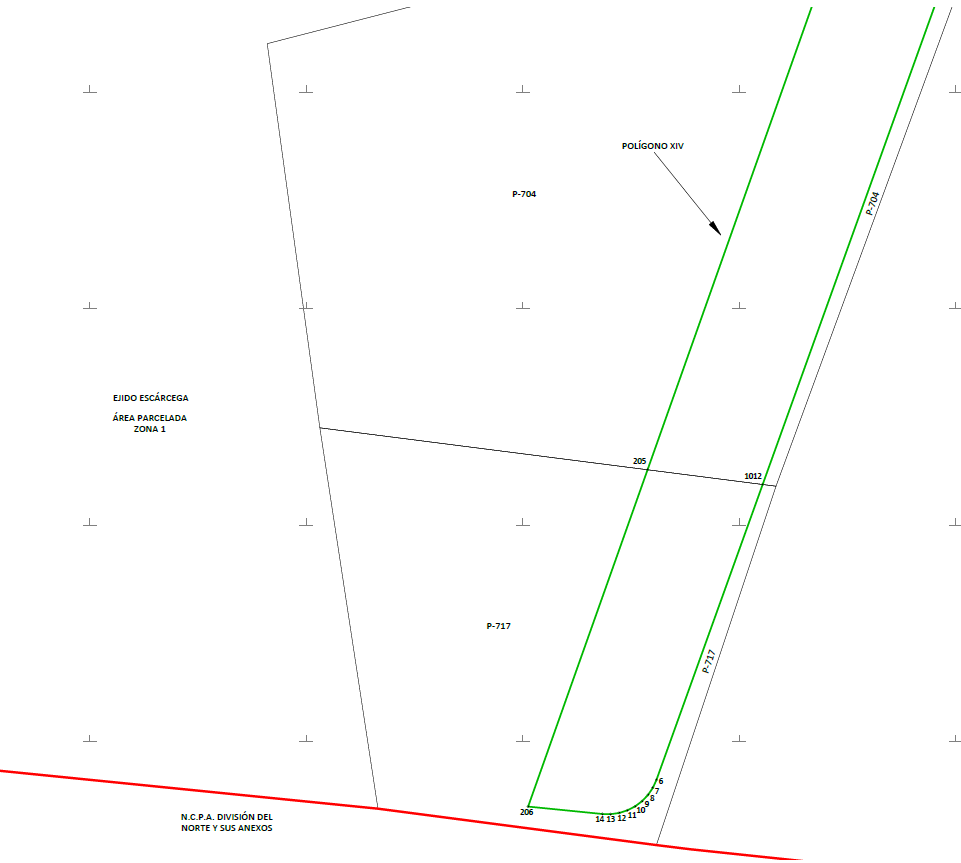 POLÍGONO XIV
P-704
P-704
EJIDO ESCÁRCEGA
ÁREA PARCELADA
ZONA 1
205
1012
P-717
P-717
6
7
8
9
10
11
12
13
14
206
N.C.P.A. DIVISIÓN DEL
NORTE Y SUS ANEXOS